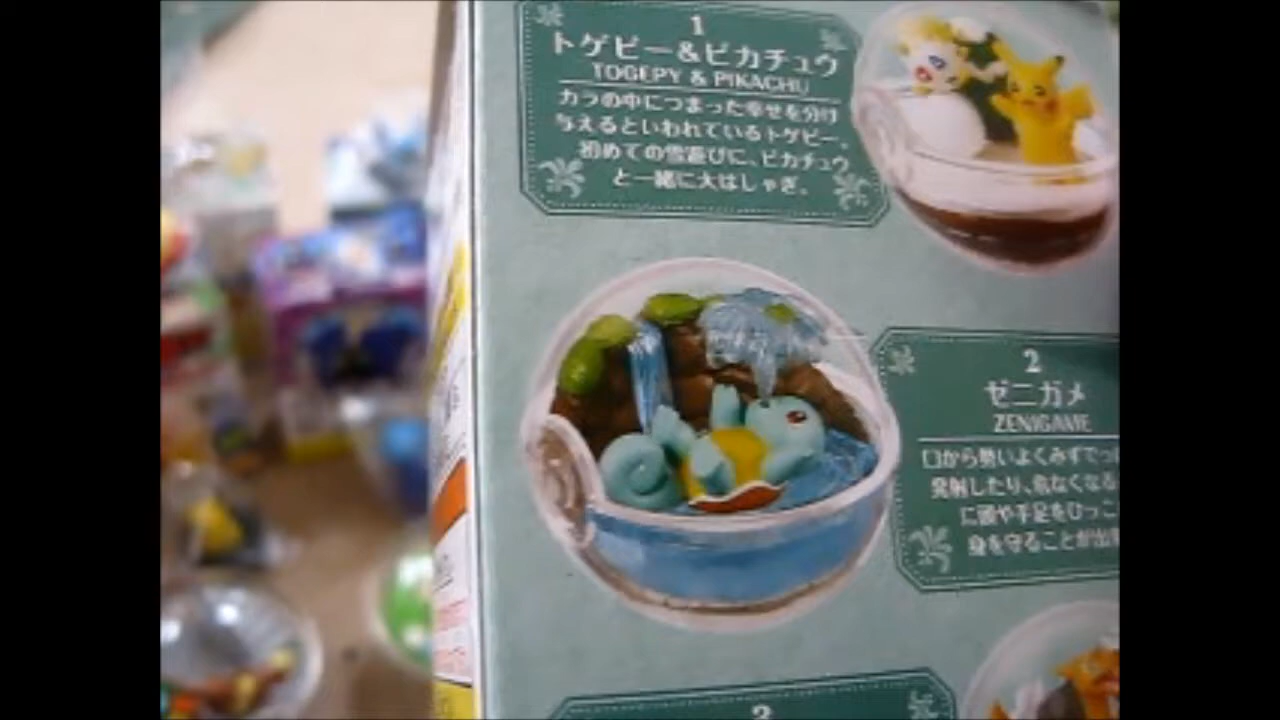 1
トゲピー&ピカチュウ
TOGEPY & PIKACHU
カラの中につまった幸せを分け
与えるといわれているトゲピー。
初めての雪遊びに、ピカチュウ
と一緒に大はしゃぎ。
2
ゼニガメ
ZENIGAME
口から勢いよくみずでっ
発射したり、危なくなる
に頭や手足をひっこ
身を守ることが出
3